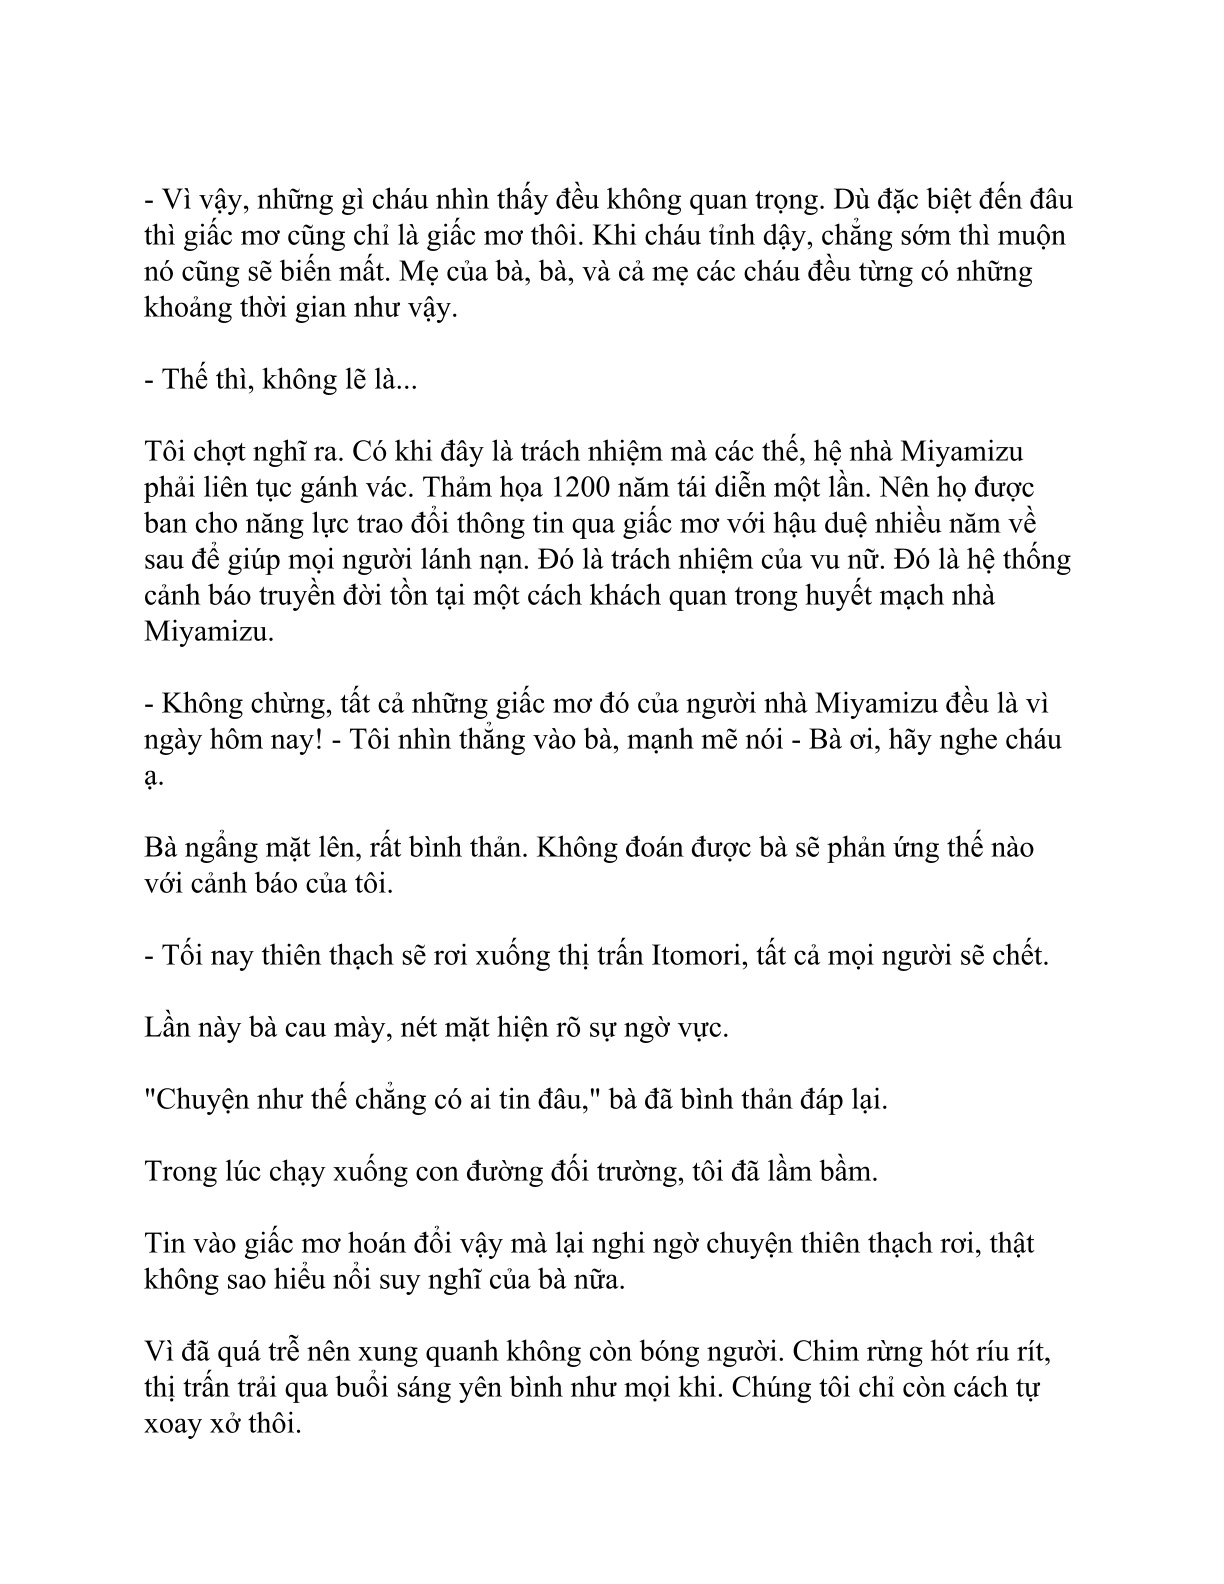 - Vì vậy, những gì cháu nhìn thấy đều không quan trọng. Dù đặc biệt đến đâu
thì giấc mơ cũng chỉ là giấc mơ thôi. Khi cháu tỉnh dậy, chẳng sớm thì muộn
nó cũng sẽ biến mất. Mẹ của bà, bà, và cả mẹ các cháu đều từng có những
khoảng thời gian như vậy.
- Thế thì, không lẽ là...
Tôi chợt nghĩ ra. Có khi đây là trách nhiệm mà các thế, hệ nhà Miyamizu
phải liên tục gánh vác. Thảm họa 1200 năm tái diễn một lần. Nên họ được
ban cho năng lực trao đổi thông tin qua giấc mơ với hậu duệ nhiều năm về
sau để giúp mọi người lánh nạn. Đó là trách nhiệm của vu nữ. Đó là hệ thống
cảnh báo truyền đời tồn tại một cách khách quan trong huyết mạch nhà
Miyamizu.
- Không chừng, tất cả những giấc mơ đó của người nhà Miyamizu đều là vì
ngày hôm nay! - Tôi nhìn thẳng vào bà, mạnh mẽ nói - Bà ơi, hãy nghe cháu
ạ.
Bà ngẩng mặt lên, rất bình thản. Không đoán được bà sẽ phản ứng thế nào
với cảnh báo của tôi.
- Tối nay thiên thạch sẽ rơi xuống thị trấn Itomori, tất cả mọi người sẽ chết.
Lần này bà cau mày, nét mặt hiện rõ sự ngờ vực.
"Chuyện như thế chẳng có ai tin đâu," bà đã bình thản đáp lại.
Trong lúc chạy xuống con đường đối trường, tôi đã lầm bầm.
Tin vào giấc mơ hoán đổi vậy mà lại nghi ngờ chuyện thiên thạch rơi, thật
không sao hiểu nổi suy nghĩ của bà nữa.
Vì đã quá trễ nên xung quanh không còn bóng người. Chim rừng hót ríu rít,
thị trấn trải qua buổi sáng yên bình như mọi khi. Chúng tôi chỉ còn cách tự
xoay xở thôi.